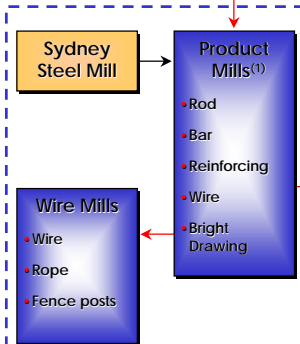 Sydney
Steel Mill
Product
Mills(1)
Rod
Bar
Reinforcing
Wire
Bright
Drawing
Wire Mills
Wire
Rope
Fence posts